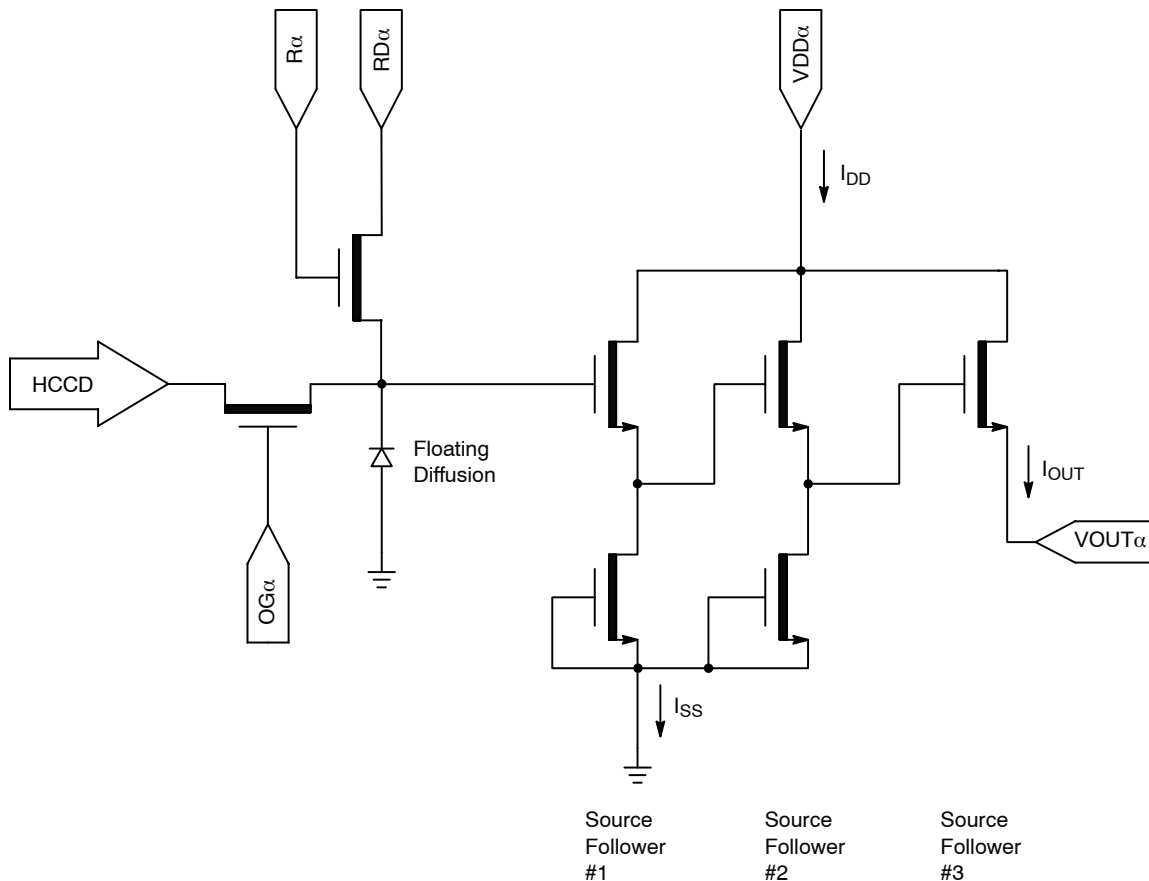 Rα
RDα
VDDα
IDD
HCCD
Floating
Diffusion
IOUT
VOUTα
OGα
ISS
Source
Follower
#1
Source
Follower
#2
Source
Follower
#3